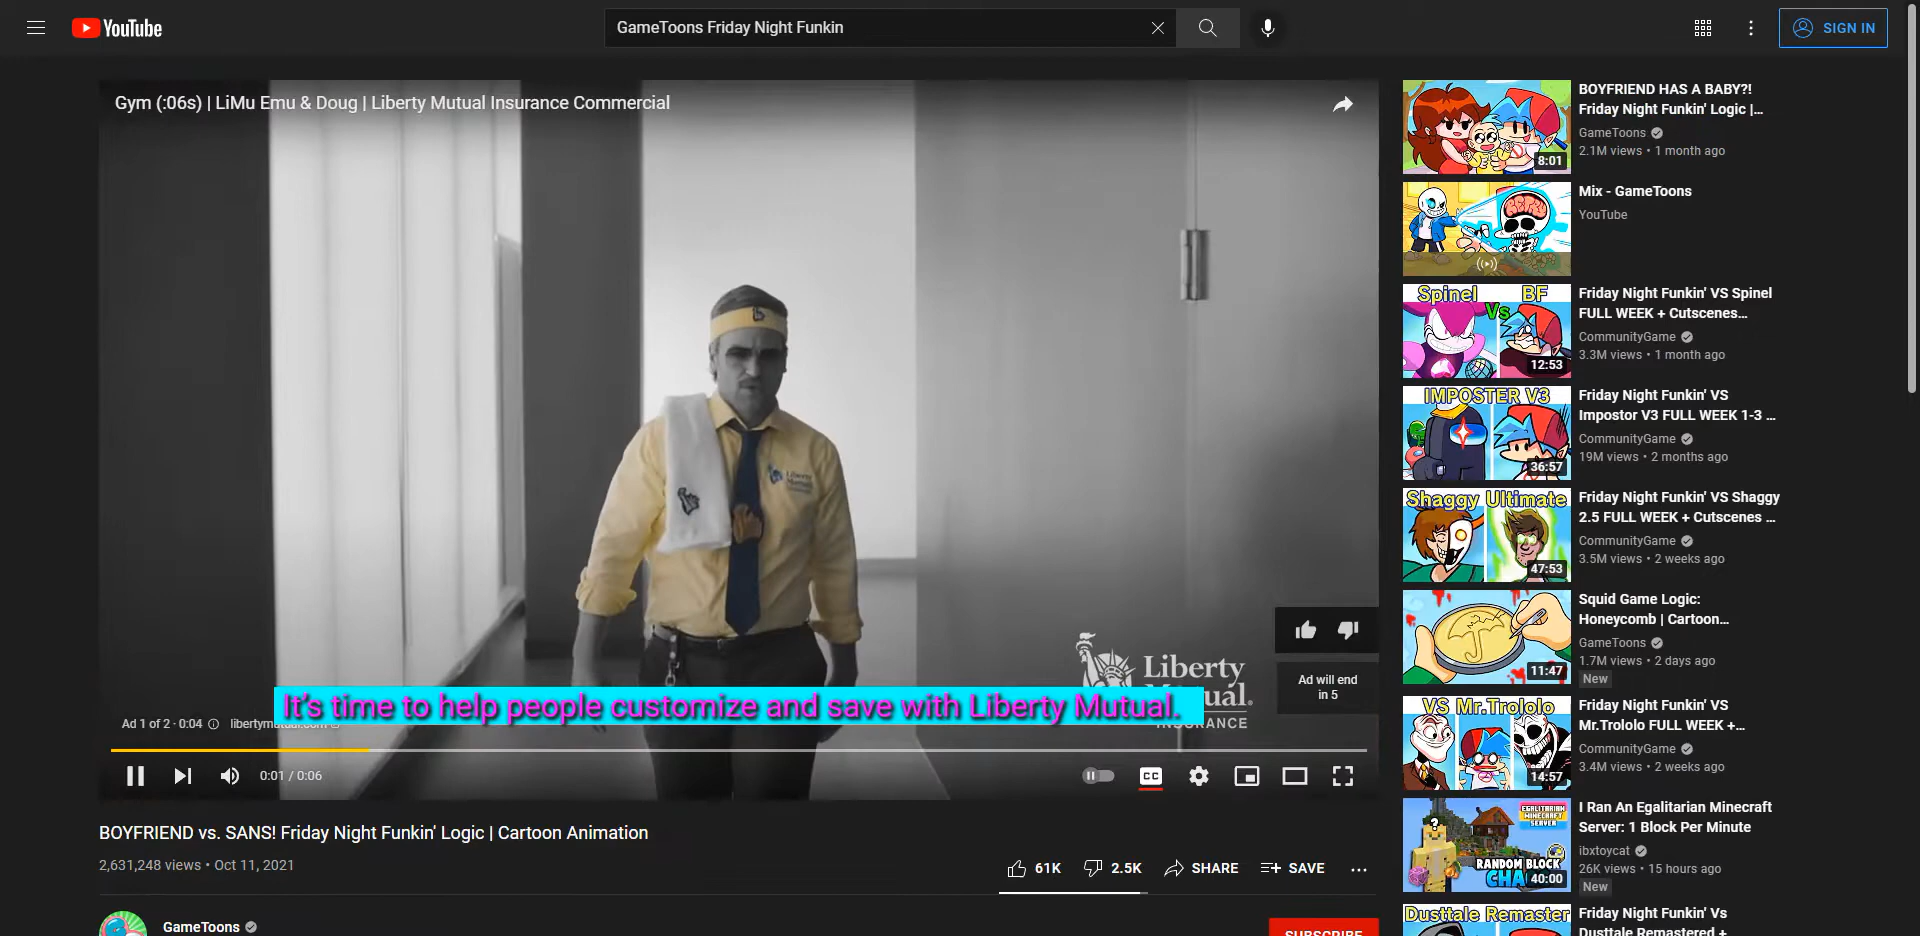 YouTube
GameToons Friday Night Funkin
SIGN IN
Gym (:06s) | LiMu Emu & Doug | Liberty Mutual Insurance Commercial
Liberty
INSURANCE
Ad will end
in 5
It's time to help people customize and save with Liberty Mutual.
Ad 1 of 2 · 0:04
0:01 / 0:06
CC
BOYFRIEND vs. SANS! Friday Night Funkin' Logic | Cartoon Animation
2,631,248 views • Oct 11, 2021
61K
2.5K
SHARE
SAVE
GameToons
SUBSCRIBE
8:01
BOYFRIEND HAS A BABY?!
Friday Night Funkin' Logic |...
GameToons
2.1M views • 1 month ago
Mix - GameToons
YouTube
Spinel Vs BF
12:53
Friday Night Funkin' VS Spinel
FULL WEEK + Cutscenes...
CommunityGame
3.3M views • 1 month ago
IMPOSTER V3
36:57
Friday Night Funkin' VS
Impostor V3 FULL WEEK 1-3 ...
CommunityGame
19M views • 2 months ago
Shaggy Ultimate
47:53
Friday Night Funkin' VS Shaggy
2.5 FULL WEEK + Cutscenes ...
CommunityGame
3.5M views • 2 weeks ago
11:47
Squid Game Logic:
Honeycomb | Cartoon...
GameToons
1.7M views • 2 days ago
New
VS Mr.Trololo
14:57
Friday Night Funkin' VS
Mr.Trololo FULL WEEK +...
CommunityGame
3.4M views • 2 weeks ago
EGALITARIAN
MINECRAFT
SERVER
RANDOM BLOCK
40:00
I Ran An Egalitarian Minecraft
Server: 1 Block Per Minute
ibxtoycat
26K views • 15 hours ago
New
Dusttale Remaster
Friday Night Funkin' Vs
Dusttale Remastered +